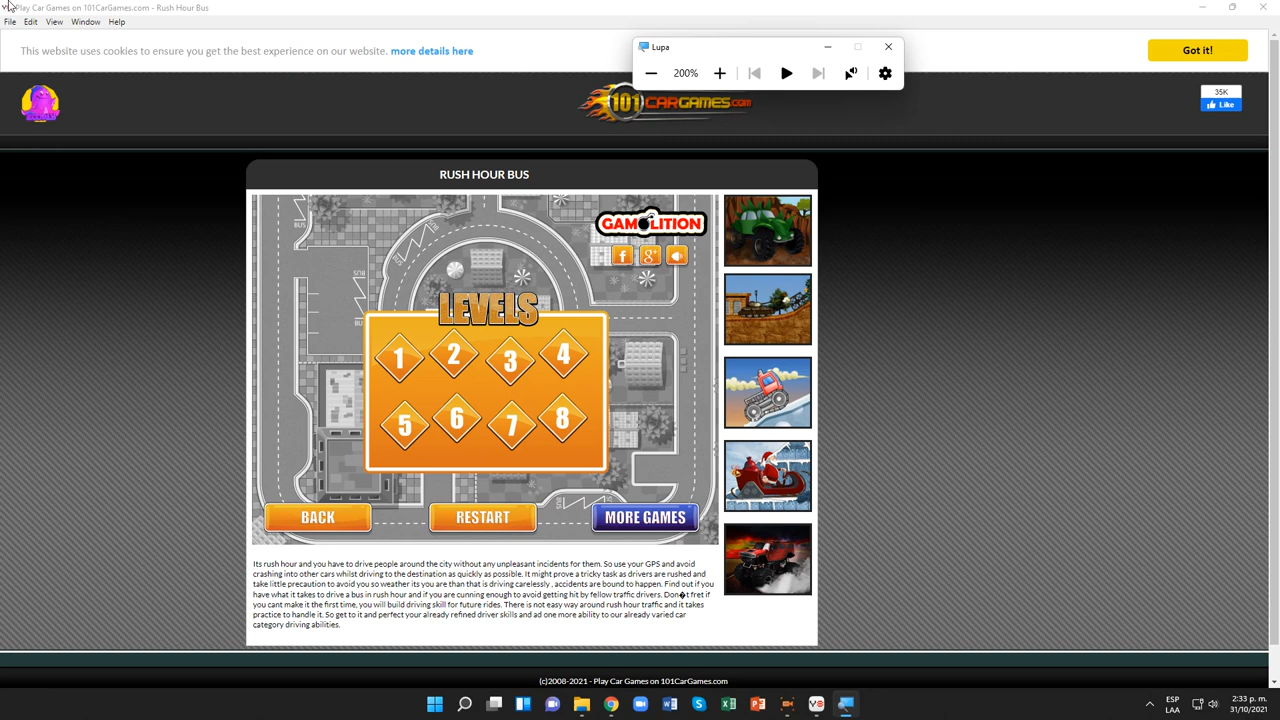 Play Car Games on 101CarGames.com - Rush Hour Bus
File Edit View Window Help
This website uses cookies to ensure you get the best experience on our website. more details here
Got it!
Lupa
200%
101CARGAMES.COM
35K
Like
RUSH HOUR BUS
BUS
BUS
BUS
BUS
GAMOLITION
f g+
LEVELS
1 2 3 4
5 6 7 8
BUS
BACK RESTART MORE GAMES
Its rush hour and you have to drive people around the city without any unpleasant incidents for them. So use your GPS and avoid
crashing into other cars whilst driving to the destination as quickly as possible. It might prove a tricky task as drivers are rushed and
take little precaution to avoid you so weather its you are than that is driving carelessly , accidents are bound to happen. Find out if you
have what it takes to drive a bus in rush hour and if you are cunning enough to avoid getting hit by fellow traffic drivers. Don�t fret if
you cant make it the first time, you will build driving skill for future rides. There is not easy way around rush hour traffic and it takes
practice to handle it. So get to it and perfect your already refined driver skills and ad one more ability to our already varied car
category driving abilities.
(c)2008-2021 - Play Car Games on 101CarGames.com
ESP
LAA
2:33 p. m.
31/10/2021